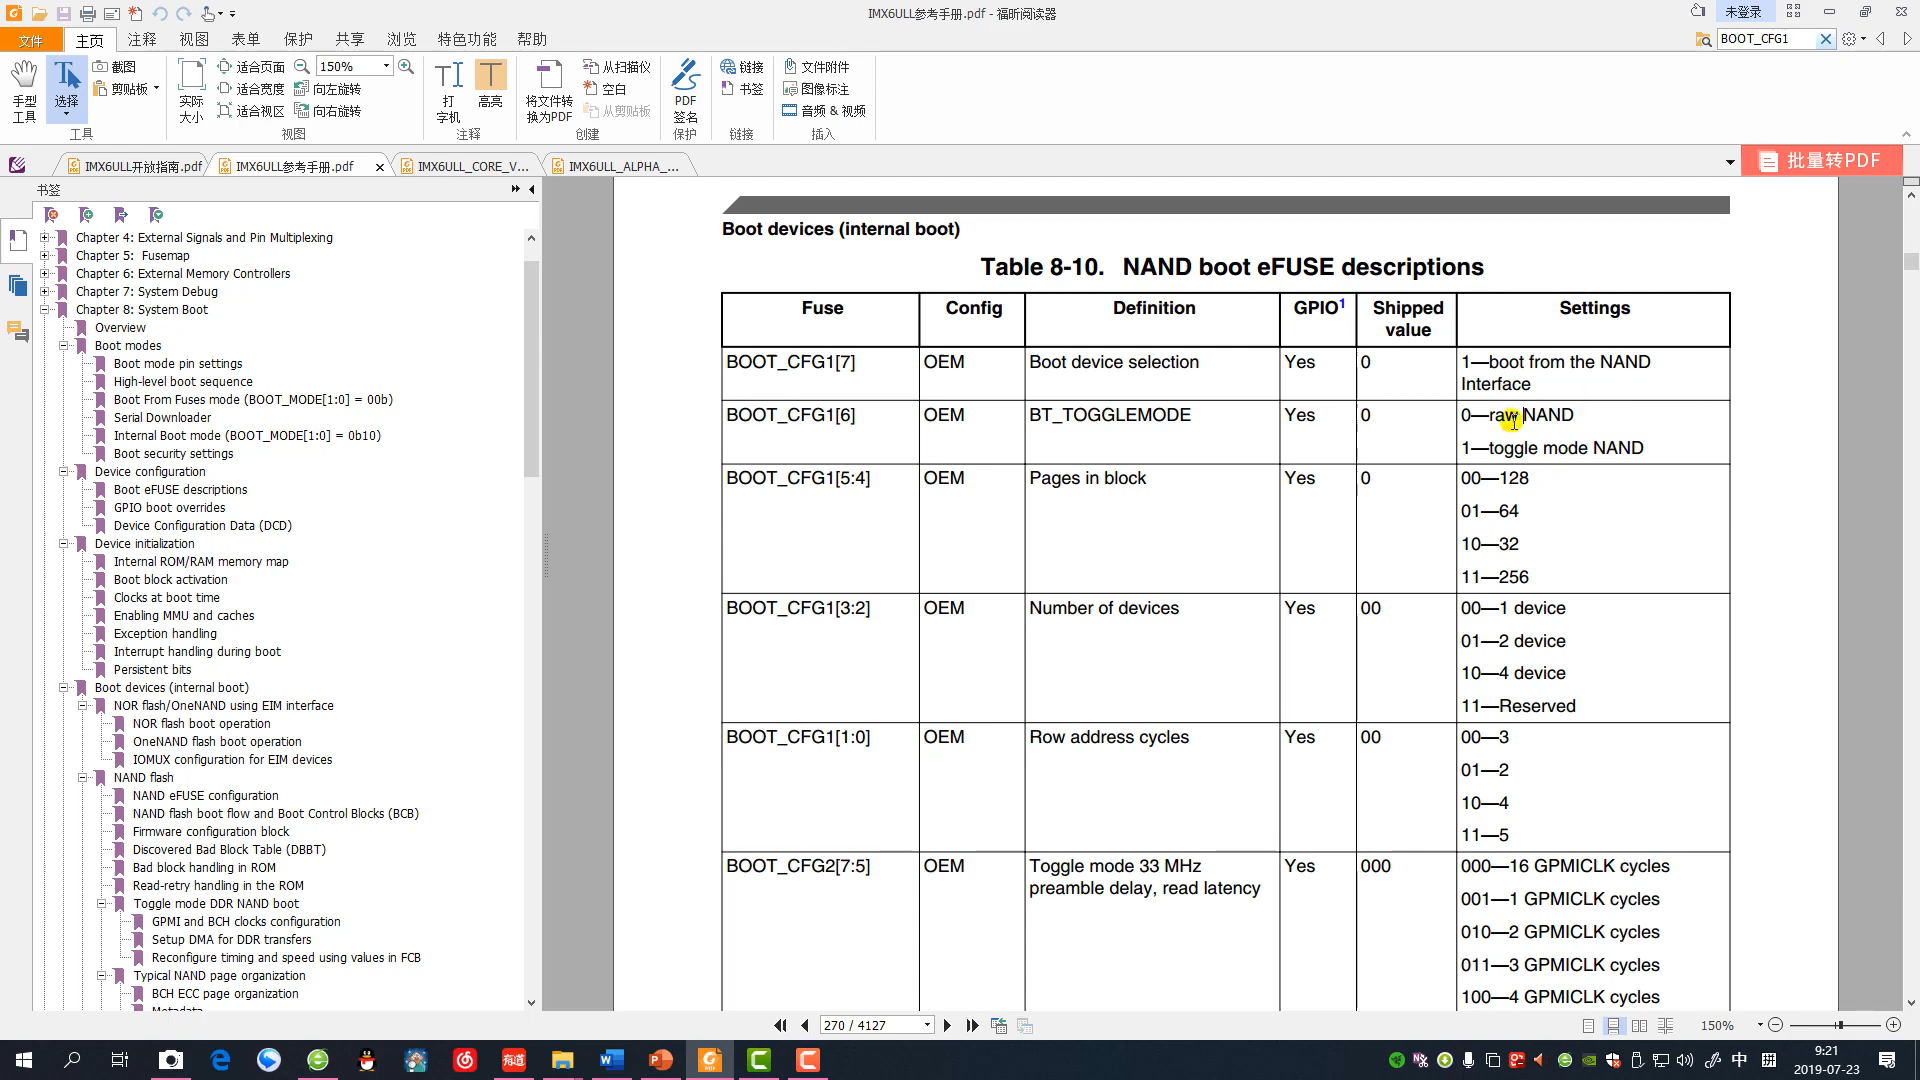 IMX6ULL参考手册.pdf - 福昕阅读器
未登录
文件 主页 注释 视图 表单 保护 共享 浏览 特色功能 帮助
BOOT_CFG1
手型
工具
选择
截图
剪贴板
工具
实际
大小
适合页面
适合宽度
适合视区
150%
向左旋转
向右旋转
视图
打
字机
高亮
注释
将文件转
换为PDF
从扫描仪
空白
从剪贴板
创建
PDF
签名
保护
链接
书签
链接
文件附件
图像标注
音频 & 视频
插入
IMX6ULL开放指南.pdf
IMX6ULL参考手册.pdf
IMX6ULL_CORE_V...
IMX6ULL_ALPHA_...
批量转PDF
书签
Chapter 4: External Signals and Pin Multiplexing
Chapter 5: Fusemap
Chapter 6: External Memory Controllers
Chapter 7: System Debug
Chapter 8: System Boot
Overview
Boot modes
Boot mode pin settings
High-level boot sequence
Boot From Fuses mode (BOOT_MODE[1:0] = 00b)
Serial Downloader
Internal Boot mode (BOOT_MODE[1:0] = 0b10)
Boot security settings
Device configuration
Boot eFUSE descriptions
GPIO boot overrides
Device Configuration Data (DCD)
Device initialization
Internal ROM/RAM memory map
Boot block activation
Clocks at boot time
Enabling MMU and caches
Exception handling
Interrupt handling during boot
Persistent bits
Boot devices (internal boot)
NOR flash/OneNAND using EIM interface
NOR flash boot operation
OneNAND flash boot operation
IOMUX configuration for EIM devices
NAND flash
NAND eFUSE configuration
NAND flash boot flow and Boot Control Blocks (BCB)
Firmware configuration block
Discovered Bad Block Table (DBBT)
Bad block handling in ROM
Read-retry handling in the ROM
Toggle mode DDR NAND boot
GPMI and BCH clocks configuration
Setup DMA for DDR transfers
Reconfigure timing and speed using values in FCB
Typical NAND page organization
BCH ECC page organization
Metadata
Boot devices (internal boot)
Table 8-10. NAND boot eFUSE descriptions
Fuse Config Definition GPIO1 Shipped value Settings
BOOT_CFG1[7] OEM Boot device selection Yes 0 1—boot from the NAND
Interface
BOOT_CFG1[6] OEM BT_TOGGLEMODE Yes 0 0—raw NAND
1—toggle mode NAND
BOOT_CFG1[5:4] OEM Pages in block Yes 0 00—128
01—64
10—32
11—256
BOOT_CFG1[3:2] OEM Number of devices Yes 00 00—1 device
01—2 device
10—4 device
11—Reserved
BOOT_CFG1[1:0] OEM Row address cycles Yes 00 00—3
01—2
10—4
11—5
BOOT_CFG2[7:5] OEM Toggle mode 33 MHz Yes 000 000—16 GPMICLK cycles
preamble delay, read latency
001—1 GPMICLK cycles
010—2 GPMICLK cycles
011—3 GPMICLK cycles
100—4 GPMICLK cycles
270 / 4127
150%
有道
中
拼
9:21
2019-07-23